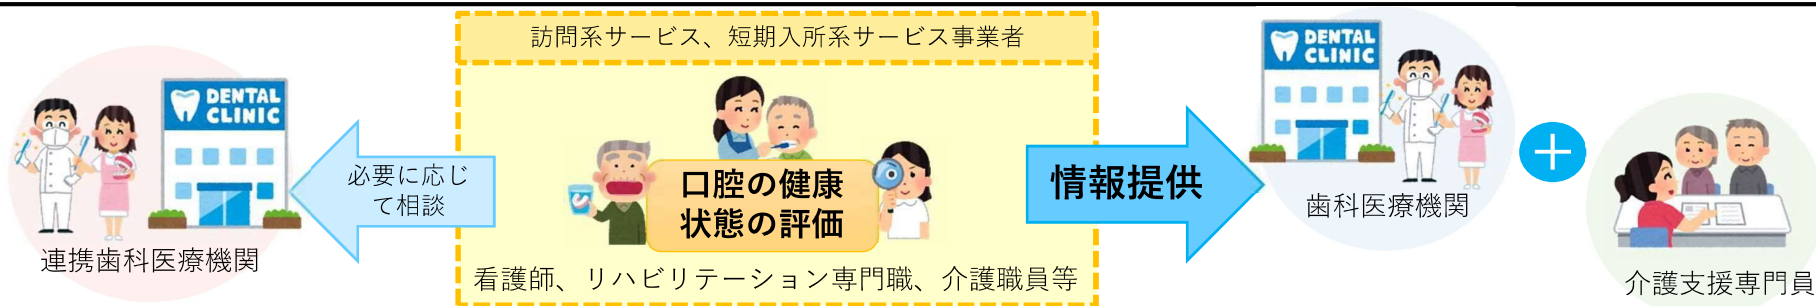 訪問系サービス、短期入所系サービス事業者
DENTAL
CLINIC
必要に応じ
て相談
連携歯科医療機関
口腔の健康
状態の評価
看護師、リハビリテーション専門職、介護職員等
情報提供
DENTAL
CLINIC
歯科医療機関
+
介護支援専門員